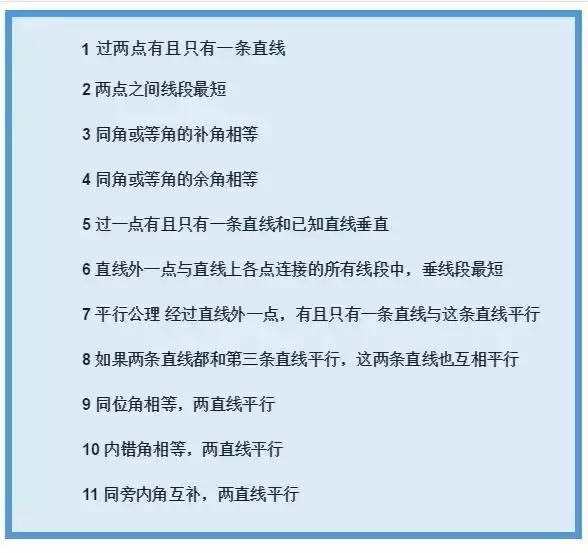 1 过两点有且只有一条直线
2 两点之间线段最短
3 同角或等角的补角相等
4 同角或等角的余角相等
5 过一点有且只有一条直线和已知直线垂直
6 直线外一点与直线上各点连接的所有线段中，垂线段最短
7 平行公理 经过直线外一点，有且只有一条直线与这条直线平行
8 如果两条直线都和第三条直线平行，这两条直线也互相平行
9 同位角相等，两直线平行
10 内错角相等，两直线平行
11 同旁内角互补，两直线平行